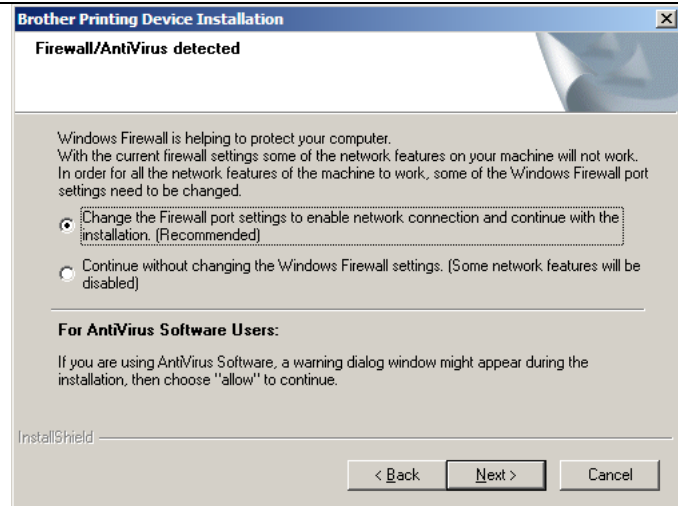 Brother Printing Device Installation
Firewall/AntiVirus detected
Windows Firewall is helping to protect your computer.
With the current firewall settings some of the network features on your machine will not work.
In order for all the network features of the machine to work, some of the Windows Firewall port
settings need to be changed.
Change the Firewall port settings to enable network connection and continue with the
installation. (Recommended)
Continue without changing the Windows Firewall settings. (Some network features will be
disabled)
For AntiVirus Software Users:
If you are using AntiVirus Software, a warning dialog window might appear during the
installation, then choose "allow" to continue.
InstallShield
< Back Next > Cancel